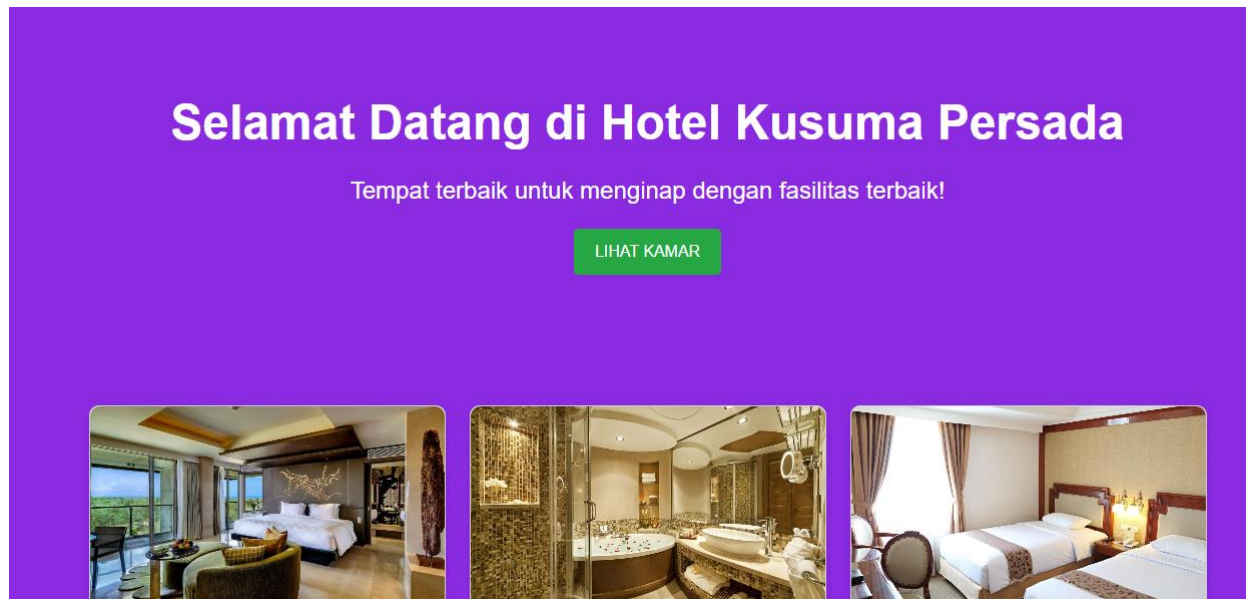 Selamat Datang di Hotel Kusuma Persada
Tempat terbaik untuk menginap dengan fasilitas terbaik!
LIHAT KAMAR